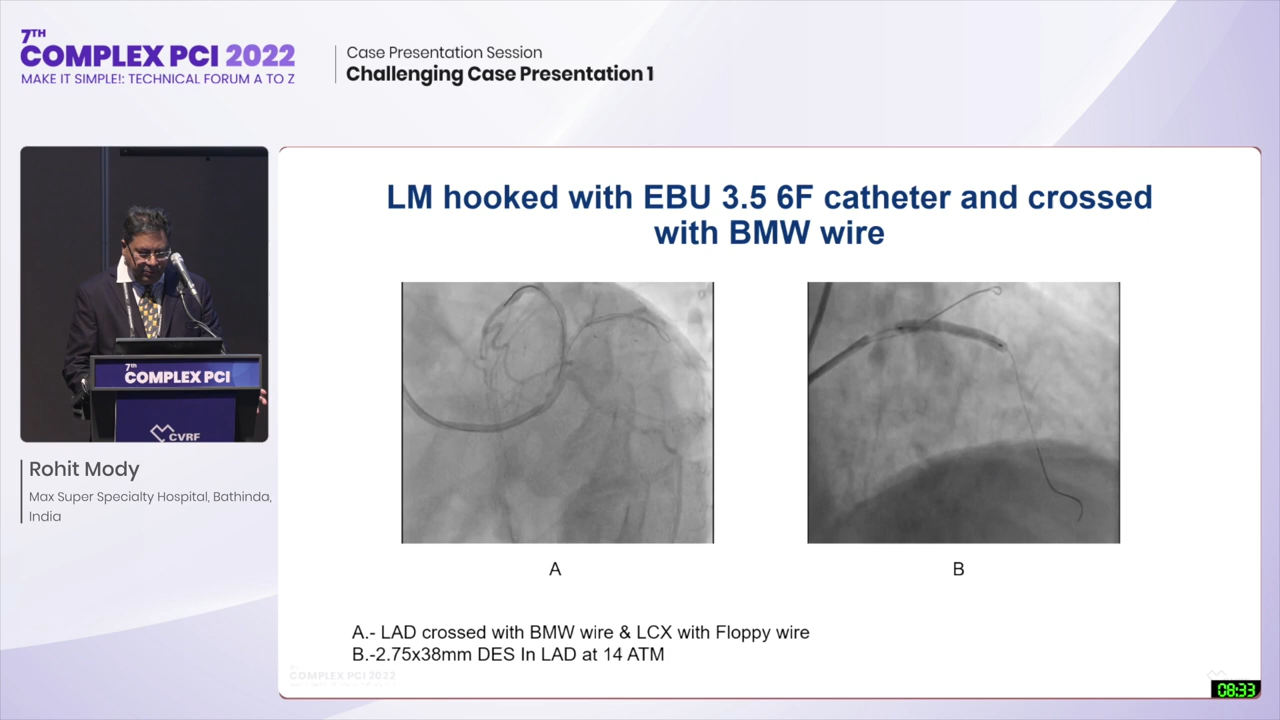 7TH
COMPLEX PCI 2022
MAKE IT SIMPLE!: TECHNICAL FORUM A TO Z
Case Presentation Session
Challenging Case Presentation 1
7th
COMPLEX PCI
CVRF
Rohit Mody
Max Super Specialty Hospital, Bathinda,
India
LM hooked with EBU 3.5 6F catheter and crossed
with BMW wire
A
B
A.- LAD crossed with BMW wire & LCX with Floppy wire
B.-2.75x38mm DES In LAD at 14 ATM
COMPLEX PCI 2022
08:33